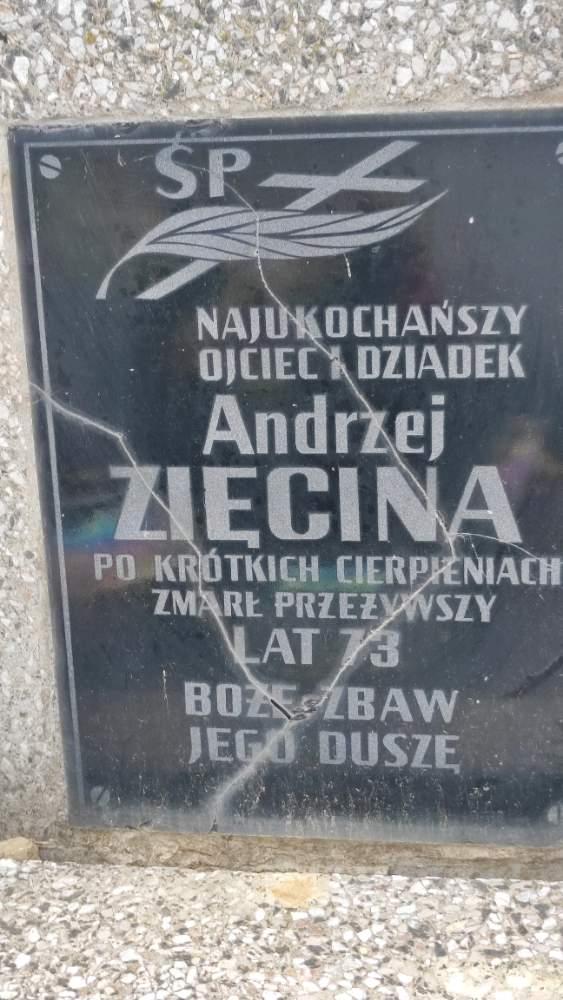 ŚP
NAJUKOCHAŃSZY
OJCIEC I DZIADEK
Andrzej
ZIĘCINA
PO KRÓTKICH CIERPIENIACH
ZMARŁ PRZEŻYWSZY
LAT 73
BOŻE ZBAW
JEGO DUSZĘ